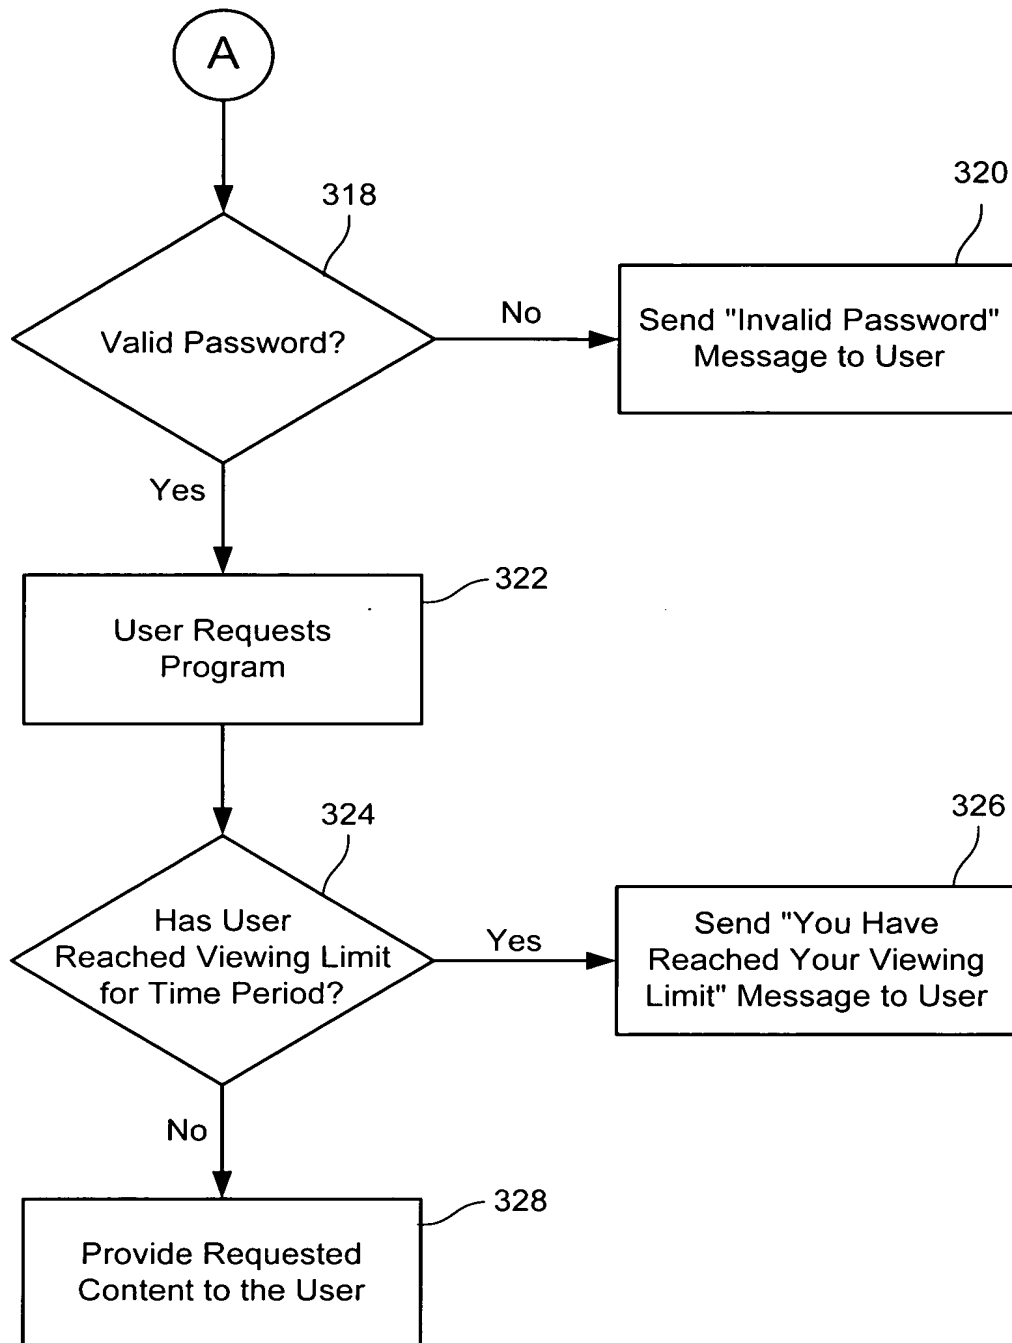 A
318
Valid Password?
No
320
Send "Invalid Password"
Message to User
Yes
322
User Requests
Program
324
Has User
Reached Viewing Limit
for Time Period?
Yes
326
Send "You Have
Reached Your Viewing
Limit" Message to User
No
328
Provide Requested
Content to the User